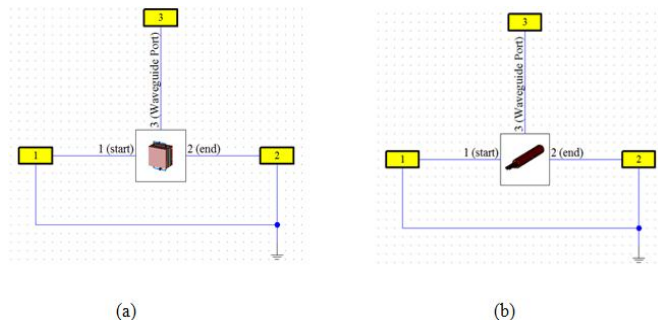 3
3 (Waveguide Port)
1 (start)
2 (end)
1
2
(a)
3
3 (Waveguide Port)
1 (start)
2 (end)
1
2
(b)